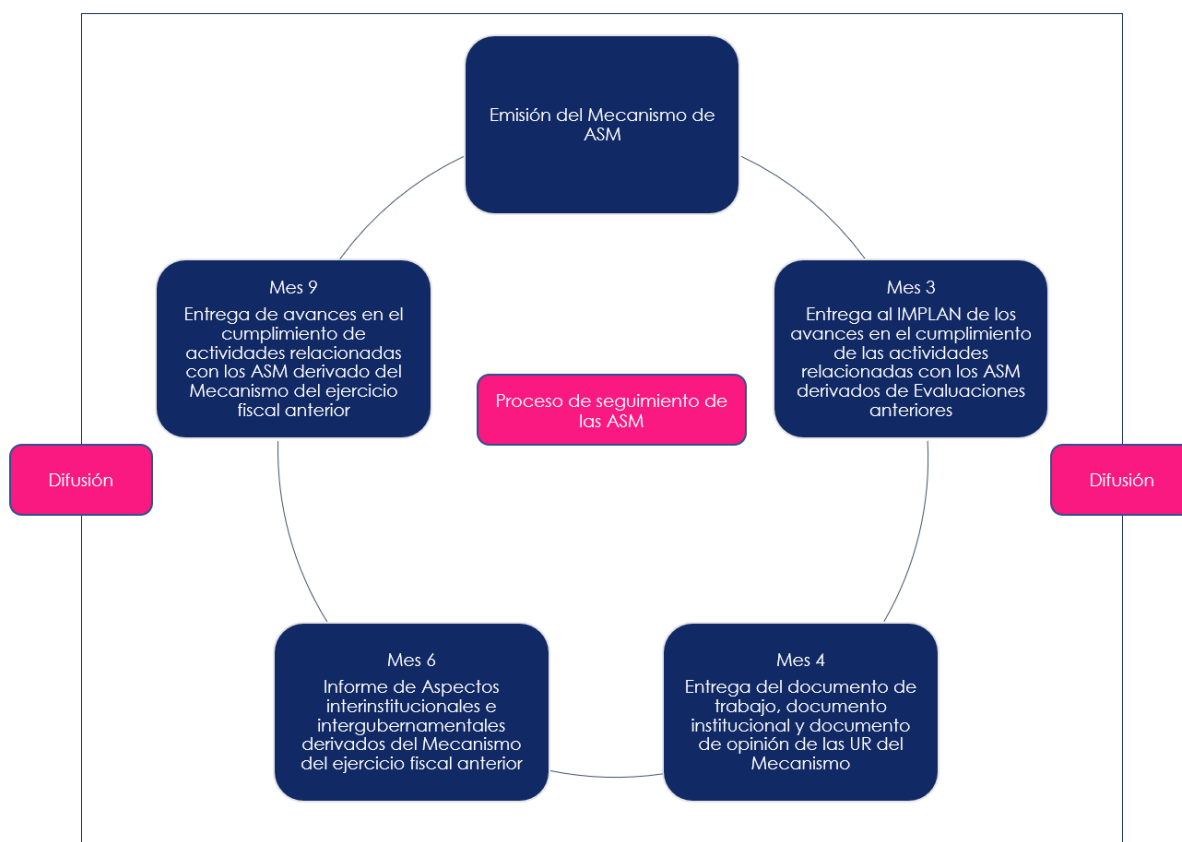 Emisión del Mecanismo de
ASM
Mes 9
Entrega de avances en el
cumplimiento de
actividades relacionadas
con los ASM derivado del
Mecanismo del ejercicio
fiscal anterior
Mes 3
Entrega al IMPLAN de los
avances en el cumplimiento
de las actividades
relacionadas con los ASM
derivados de Evaluaciones
anteriores
Proceso de seguimiento de
las ASM
Difusión
Difusión
Mes 6
Informe de Aspectos
interinstitucionales e
intergubernamentales
derivados del Mecanismo
del ejercicio fiscal anterior
Mes 4
Entrega del documento de
trabajo, documento
institucional y documento
de opinión de las UR del
Mecanismo